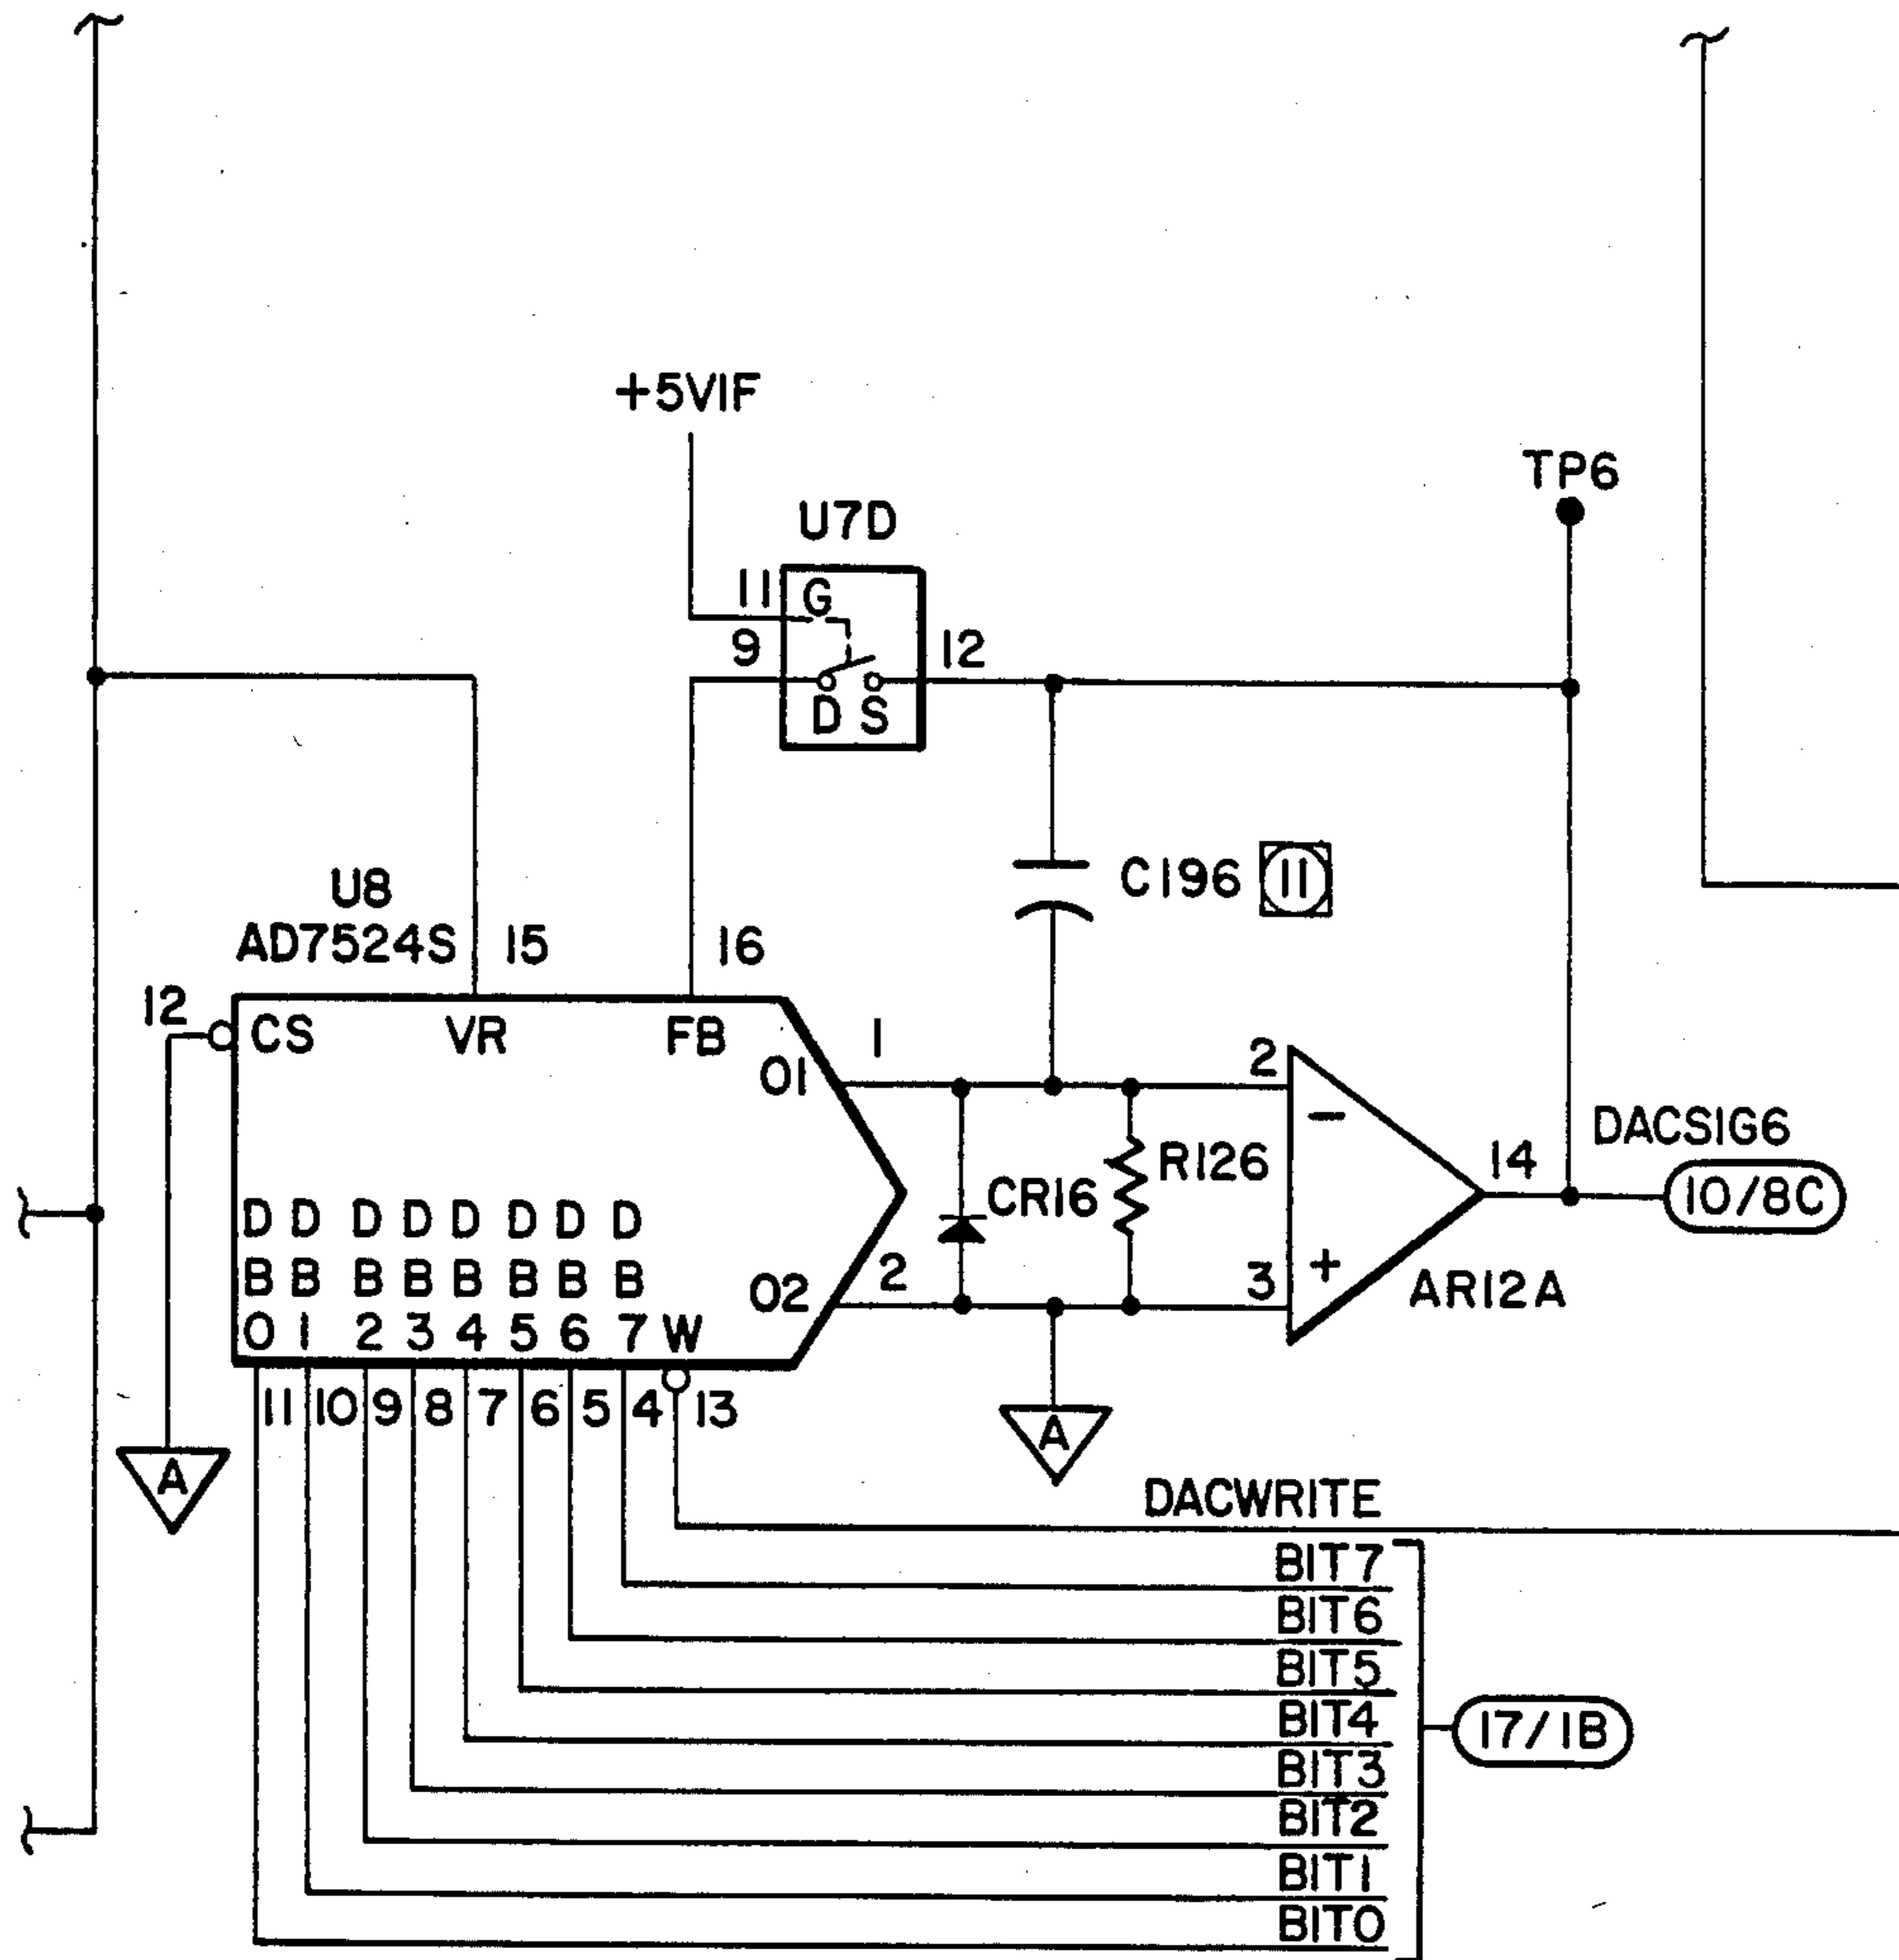 +5VIF
TP6
U7D
11 G
9
12
D S
C196 11
U8
AD7524S 15 16
12
CS VR FB
1
O1
2
−
R126
CR16
14
DACSIG6
10/8C
D D D D D D D D
B B B B B B B B
0 1 2 3 4 5 6 7 W
O2
2
3
+
AR12A
11 10 9 8 7 6 5 4 13
A
A
DACWRITE
BIT7
BIT6
BIT5
BIT4
BIT3
BIT2
BIT1
BIT0
17/1B